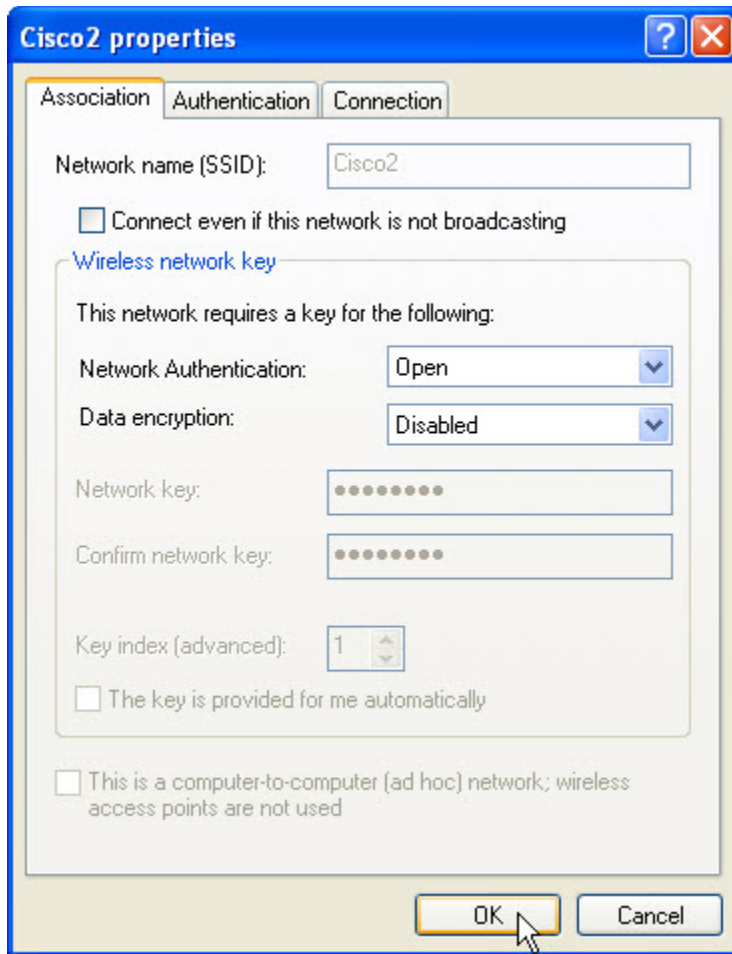 Cisco2 properties
Association Authentication Connection
Network name (SSID): Cisco2
Connect even if this network is not broadcasting
Wireless network key
This network requires a key for the following:
Network Authentication: Open
Data encryption: Disabled
Network key: ●●●●●●●●
Confirm network key: ●●●●●●●●
Key index (advanced): 1
The key is provided for me automatically
This is a computer-to-computer (ad hoc) network; wireless
access points are not used
OK Cancel